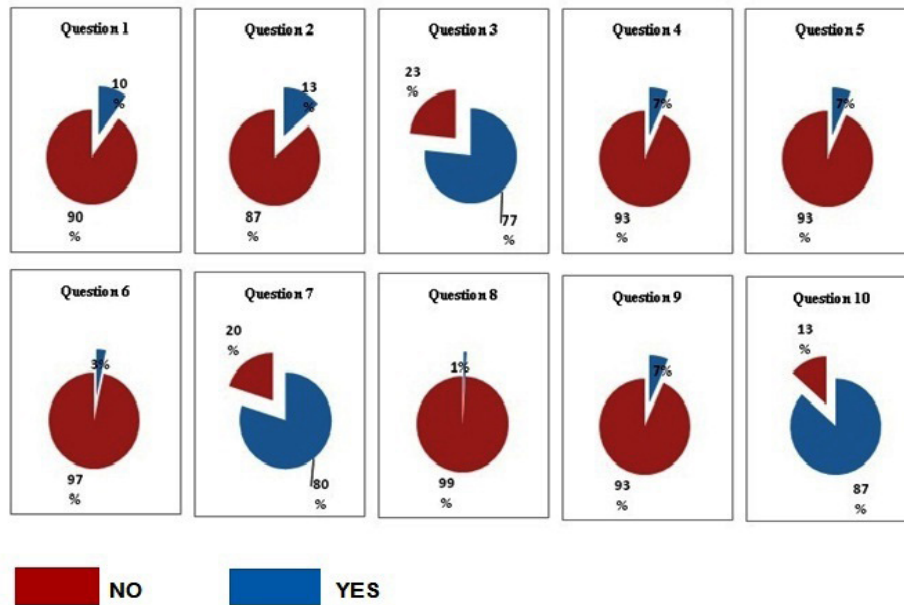 Question 1
10
%
90
%
Question 2
13
%
87
%
Question 3
23
%
77
%
Question 4
7%
93
%
Question 5
7%
93
%
Question 6
3%
97
%
Question 7
20
%
80
%
Question 8
1%
99
%
Question 9
7%
93
%
Question 10
13
%
87
%
NO
YES